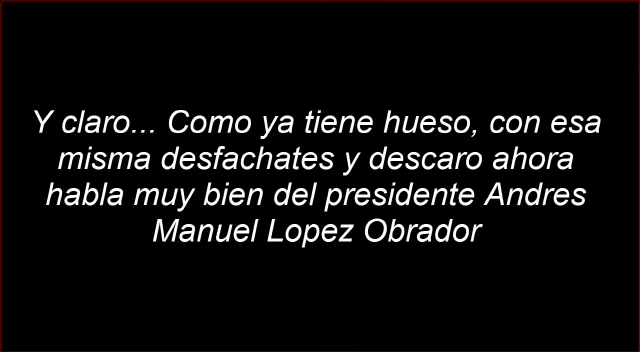 Y claro... Como ya tiene hueso, con esa
misma desfachates y descaro ahora
habla muy bien del presidente Andres
Manuel Lopez Obrador